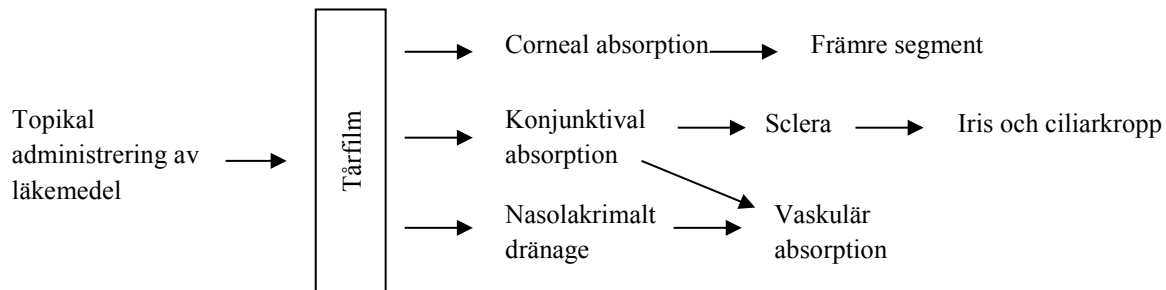 Topikal
administrering av
läkemedel
Tårfilm
Corneal absorption
Främre segment
Konjunktival
absorption
Sclera
Iris och ciliarkropp
Nasolakrimalt
dränage
Vaskulär
absorption